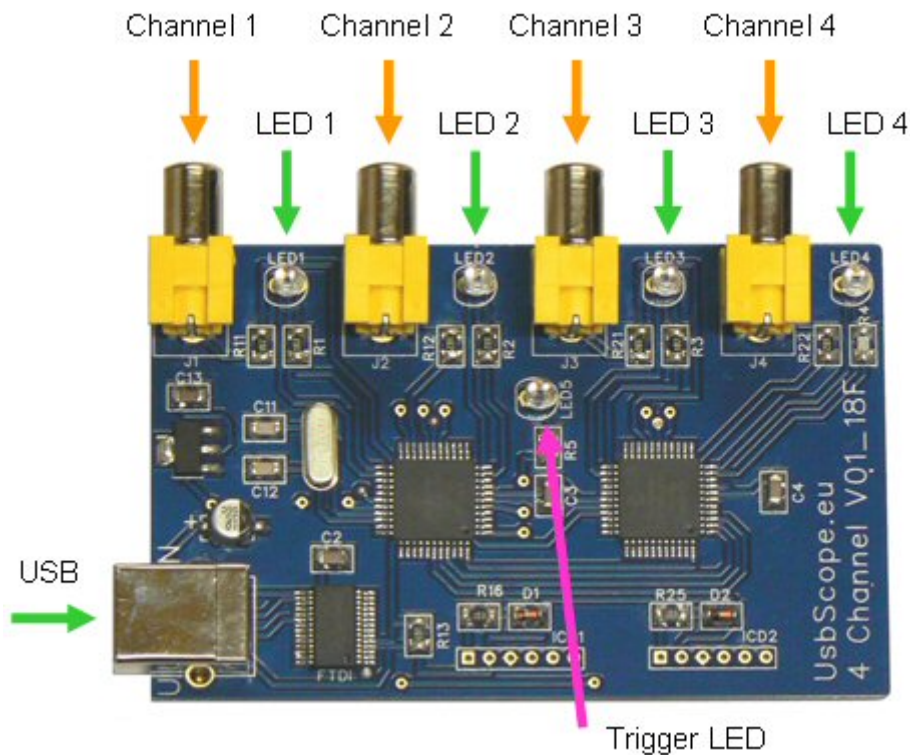 Channel 1
Channel 2
Channel 3
Channel 4
LED 1
LED 2
LED 3
LED 4
LED1
LED2
LED3
LED4
J1
R11
R1
J2
R12
R2
J3
R21
R3
J4
R22
R4
C13
C11
C12
LED5
R5
C3
C4
C2
USB
R16
D1
R25
D2
R13
ICD1
ICD2
FTDI
UsbScope.eu
4 Channel V01_18F
Trigger LED